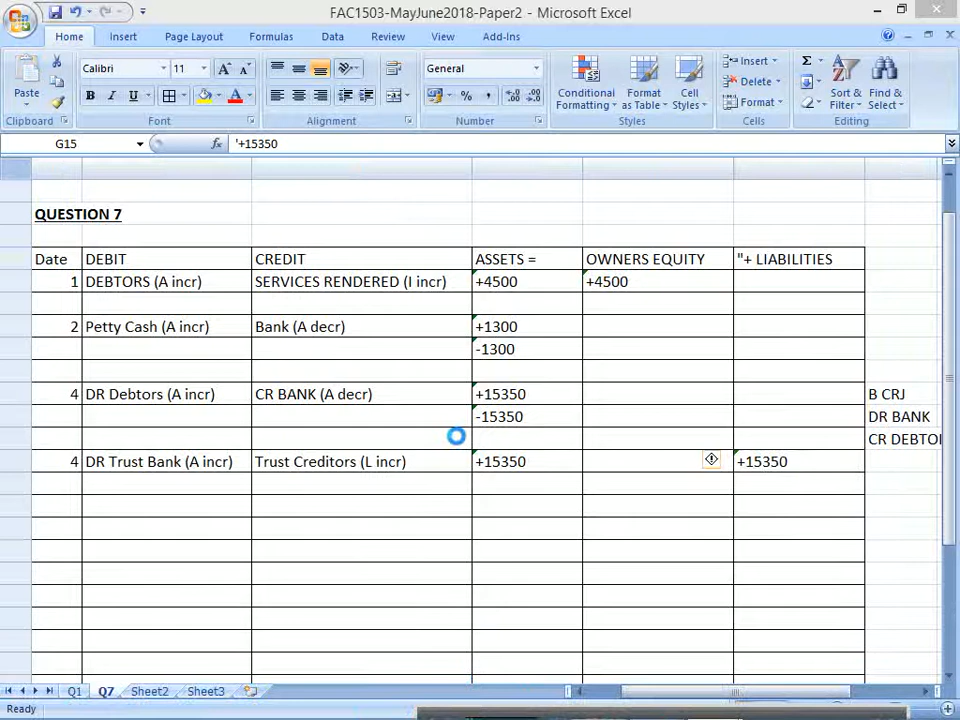 FAC1503-MayJune2018-Paper2 - Microsoft Excel
Home Insert Page Layout Formulas Data Review View Add-Ins
Paste Calibri 11 General Conditional Formatting Format as Table Cell Styles Insert Delete Format Sort & Filter Find & Select
Clipboard Font Alignment Number Styles Cells Editing
G15 fx '+15350
QUESTION 7
Date DEBIT CREDIT ASSETS = OWNERS EQUITY "+ LIABILITIES
1 DEBTORS (A incr) SERVICES RENDERED (I incr) +4500 +4500
2 Petty Cash (A incr) Bank (A decr) +1300
-1300
4 DR Debtors (A incr) CR BANK (A decr) +15350 B CRJ
-15350 DR BANK
CR DEBTO
4 DR Trust Bank (A incr) Trust Creditors (L incr) +15350 +15350
Q1 Q7 Sheet2 Sheet3
Ready